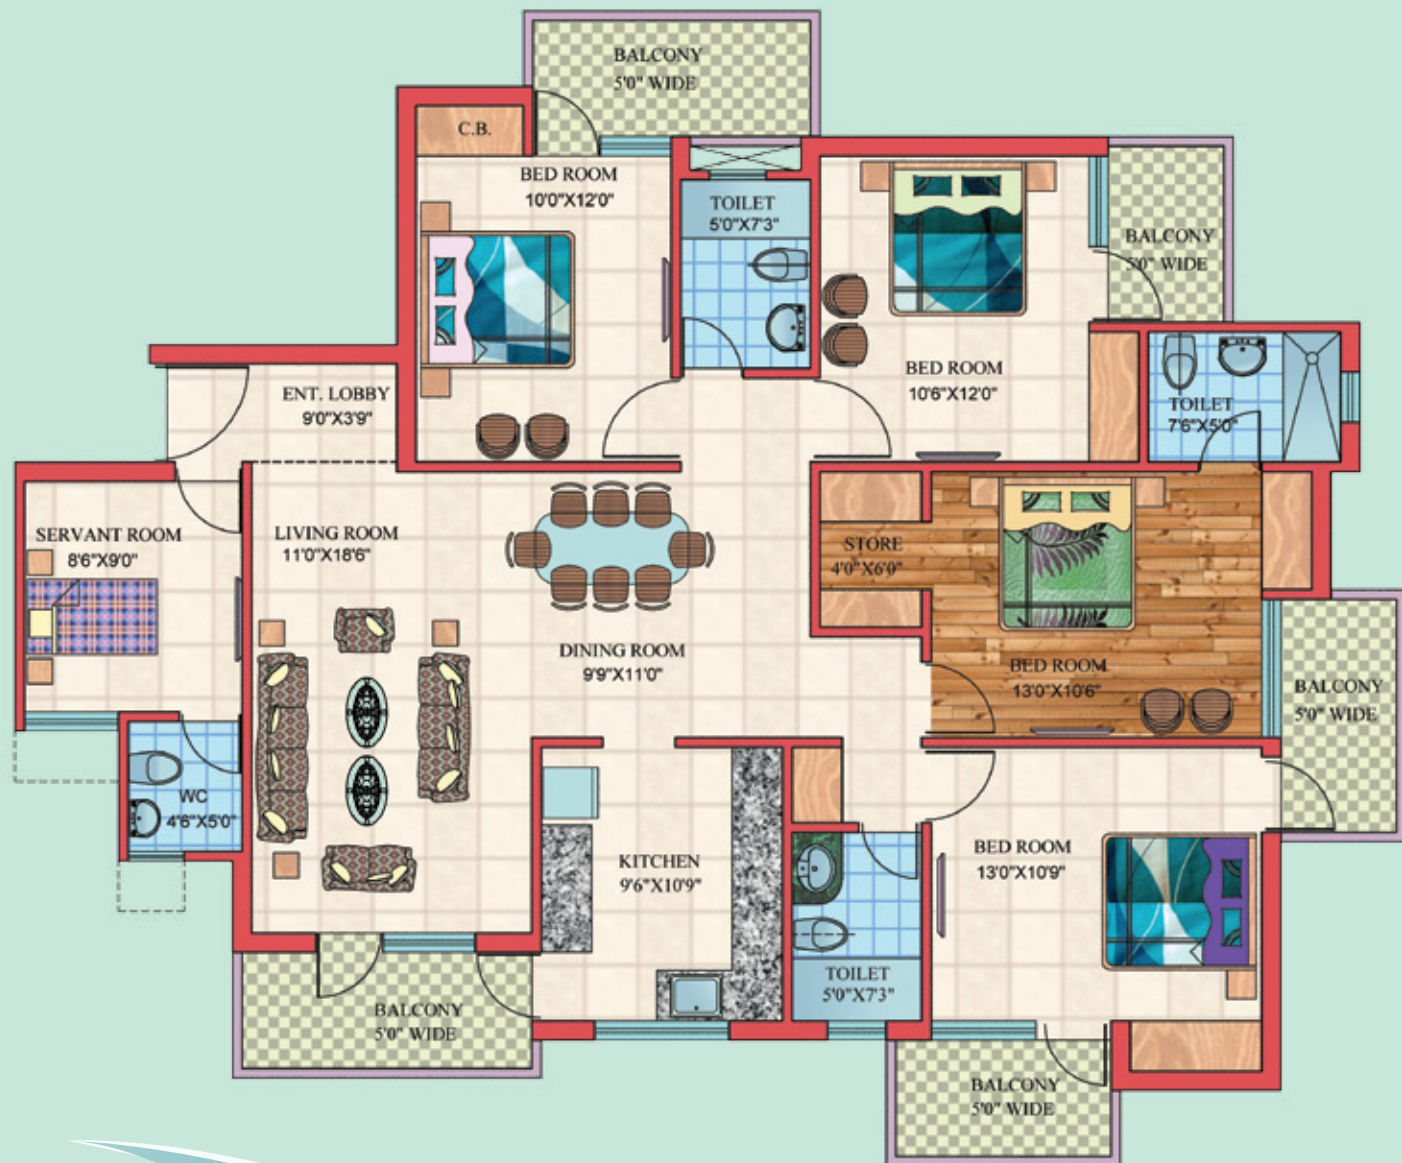 BALCONY
5'0" WIDE
C.B.
BED ROOM
10'0"X12'0"
TOILET
5'0"X7'3"
BALCONY
5'0" WIDE
BED ROOM
10'6"X12'0"
ENT. LOBBY
9'0"X3'9"
TOILET
7'6"X5'0"
SERVANT ROOM
8'6"X9'0"
LIVING ROOM
11'0"X18'6"
STORE
4'0"X6'0"
DINING ROOM
9'9"X11'0"
BED ROOM
13'0"X10'6"
BALCONY
5'0" WIDE
WC
4'6"X5'0"
KITCHEN
9'6"X10'9"
BED ROOM
13'0"X10'9"
TOILET
5'0"X7'3"
BALCONY
5'0" WIDE
BALCONY
5'0" WIDE